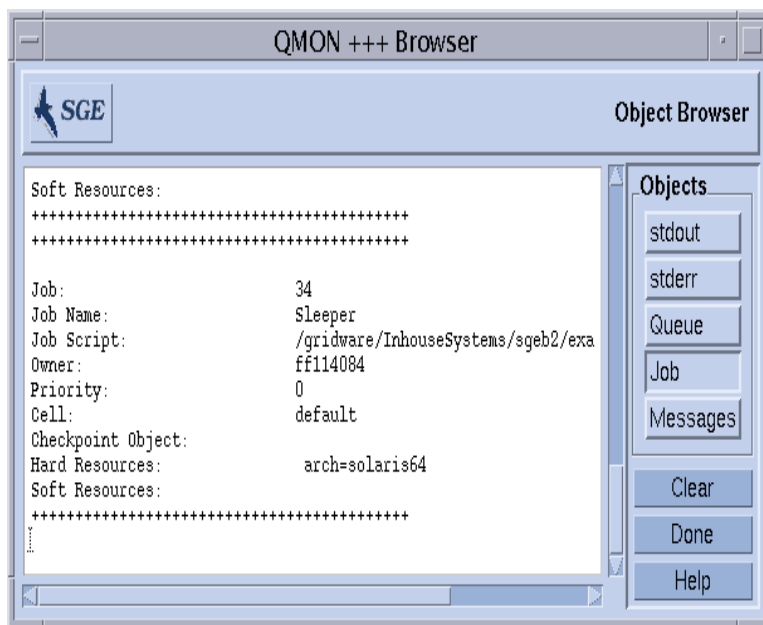 QMON +++ Browser
SGE
Object Browser
Soft Resources:
+++++++++++++++++++++++++++++++++++++++++++
+++++++++++++++++++++++++++++++++++++++++++
Job: 34
Job Name: Sleeper
Job Script: /gridware/InhouseSystems/sgeb2/exa
Owner: ff114084
Priority: 0
Cell: default
Checkpoint Object:
Hard Resources: arch=solaris64
Soft Resources:
+++++++++++++++++++++++++++++++++++++++++++
Objects
stdout
stderr
Queue
Job
Messages
Clear
Done
Help